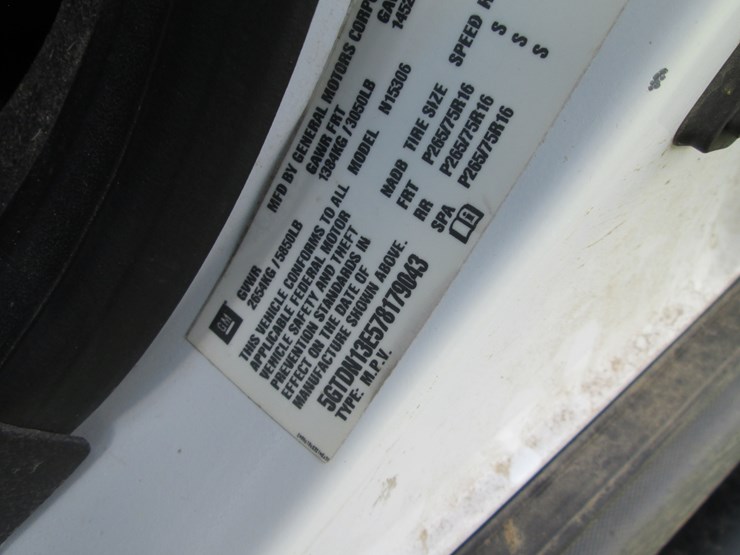 MFD BY GENERAL MOTORS CORP
GM GVWR GAWR FRT
2654KG / 5850LB 1384KG / 3050LB 1452
THIS VEHICLE CONFORMS TO ALL MODEL N15306
APPLICABLE FEDERAL MOTOR
VEHICLE SAFETY AND THEFT
PREVENTION STANDARDS IN
EFFECT ON THE DATE OF
MANUFACTURE SHOWN ABOVE.
5GTDN13E578179043
TYPE: M.P.V.
NADB TIRE SIZE SPEED
FRT P265/75R16 S
RR P265/75R16 S
SPA P265/75R16 S